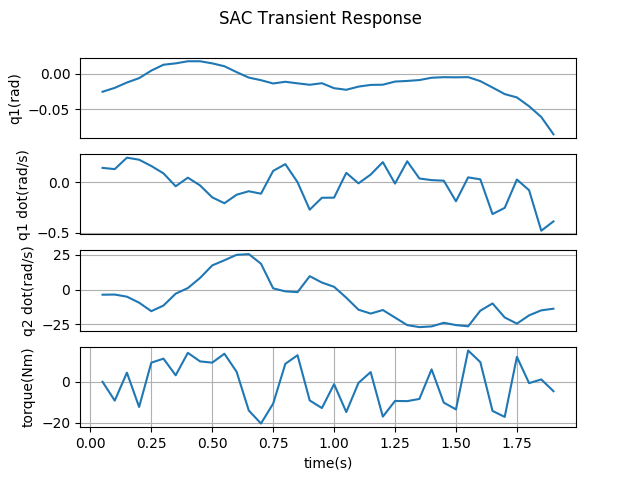 SAC Transient Response
q1(rad)
0.00
−0.05
q1 dot(rad/s)
0.0
−0.5
q2 dot(rad/s)
25
0
−25
torque(Nm)
0
−20
0.00 0.25 0.50 0.75 1.00 1.25 1.50 1.75
time(s)